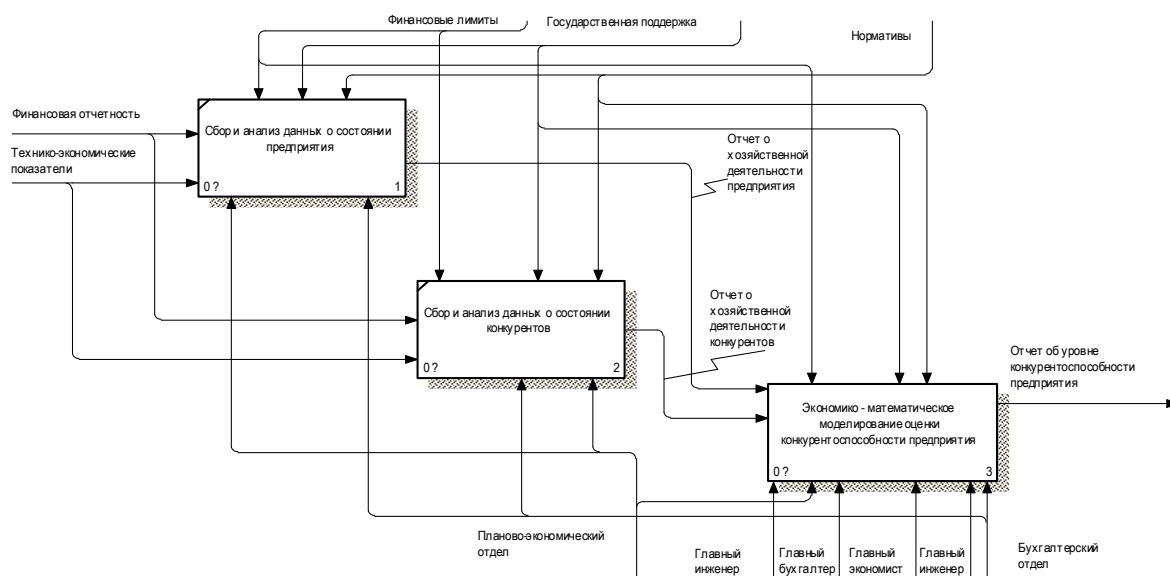 Финансовые лимиты
Государственная поддержка
Нормативы
Финансовая отчетность
Технико-экономические
показатели
Сбор и анализ данных о состоянии
предприятия
0 ?
1
Отчет о
хозяйственной
деятельности
предприятия
Сбор и анализ данных о состоянии
конкурентов
0 ?
2
Отчет о
хозяйственной
деятельности
конкурентов
Отчет об уровне
конкурентоспособности
предприятия
Экономико - математическое
моделирование оценки
конкурентоспособности предприятия
0 ?
3
Планово-экономический
отдел
Главный
инженер
Главный
бухгалтер
Главный
экономист
Главный
инженер
Бухгалтерский
отдел